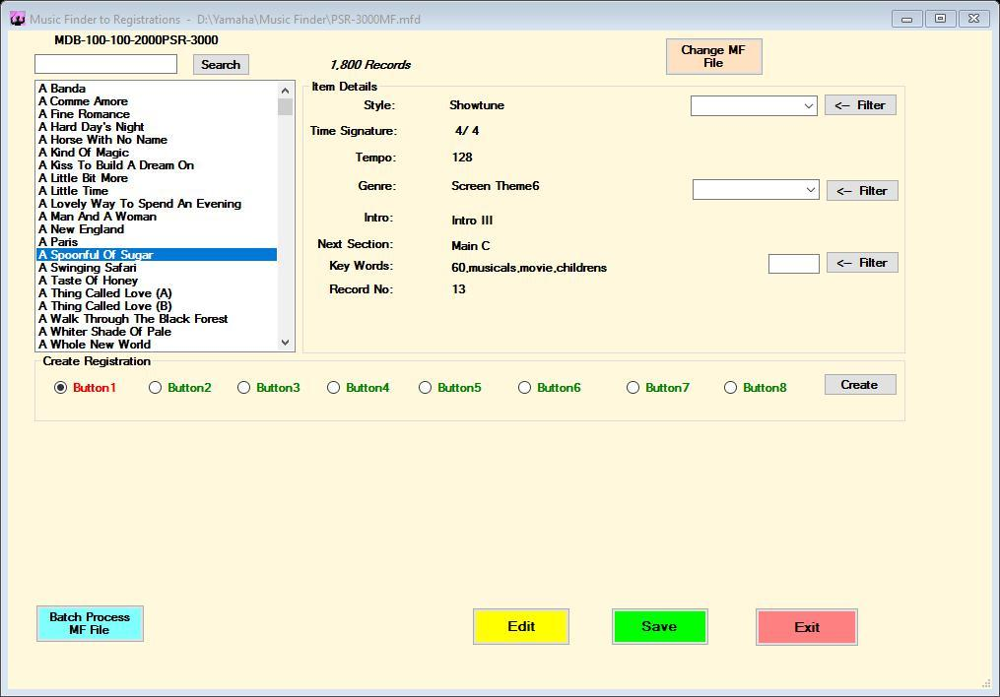 Music Finder to Registrations - D:\Yamaha\Music Finder\PSR-3000MF.mfd
MDB-100-100-2000PSR-3000
Search
1,800 Records
Change MF
File
A Banda
A Comme Amore
A Fine Romance
A Hard Day's Night
A Horse With No Name
A Kind Of Magic
A Kiss To Build A Dream On
A Little Bit More
A Little Time
A Lovely Way To Spend An Evening
A Man And A Woman
A New England
A Paris
A Spoonful Of Sugar
A Swinging Safari
A Taste Of Honey
A Thing Called Love (A)
A Thing Called Love (B)
A Walk Through The Black Forest
A Whiter Shade Of Pale
A Whole New World
Item Details
Style: Showtune <-- Filter
Time Signature: 4/ 4
Tempo: 128
Genre: Screen Theme6 <-- Filter
Intro: Intro III
Next Section: Main C
Key Words: 60,musicals,movie,childrens <-- Filter
Record No: 13
Create Registration
Button1 Button2 Button3 Button4 Button5 Button6 Button7 Button8 Create
Batch Process
MF File
Edit Save Exit